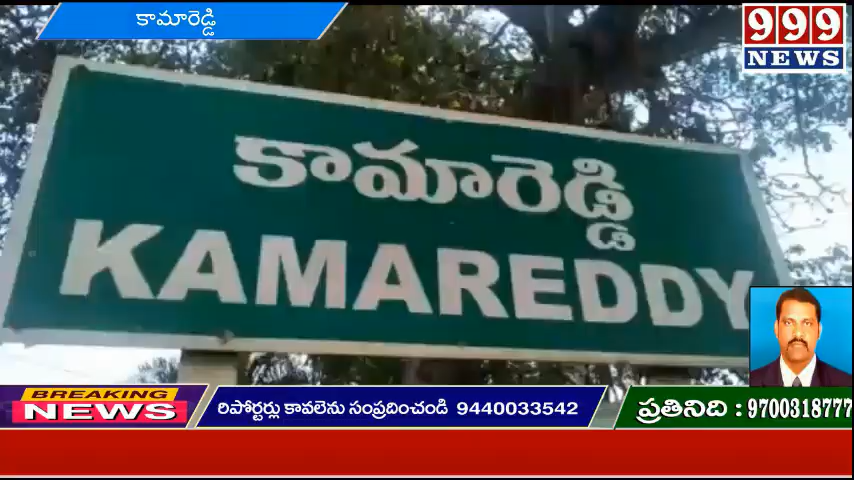 కామారెడ్డి
999
NEWS
కామారెడ్డి
KAMAREDDY
BREAKING
NEWS
రిపోర్టర్లు కావలెను సంప్రదించండి 9440033542
ప్రతినిది : 9700318777